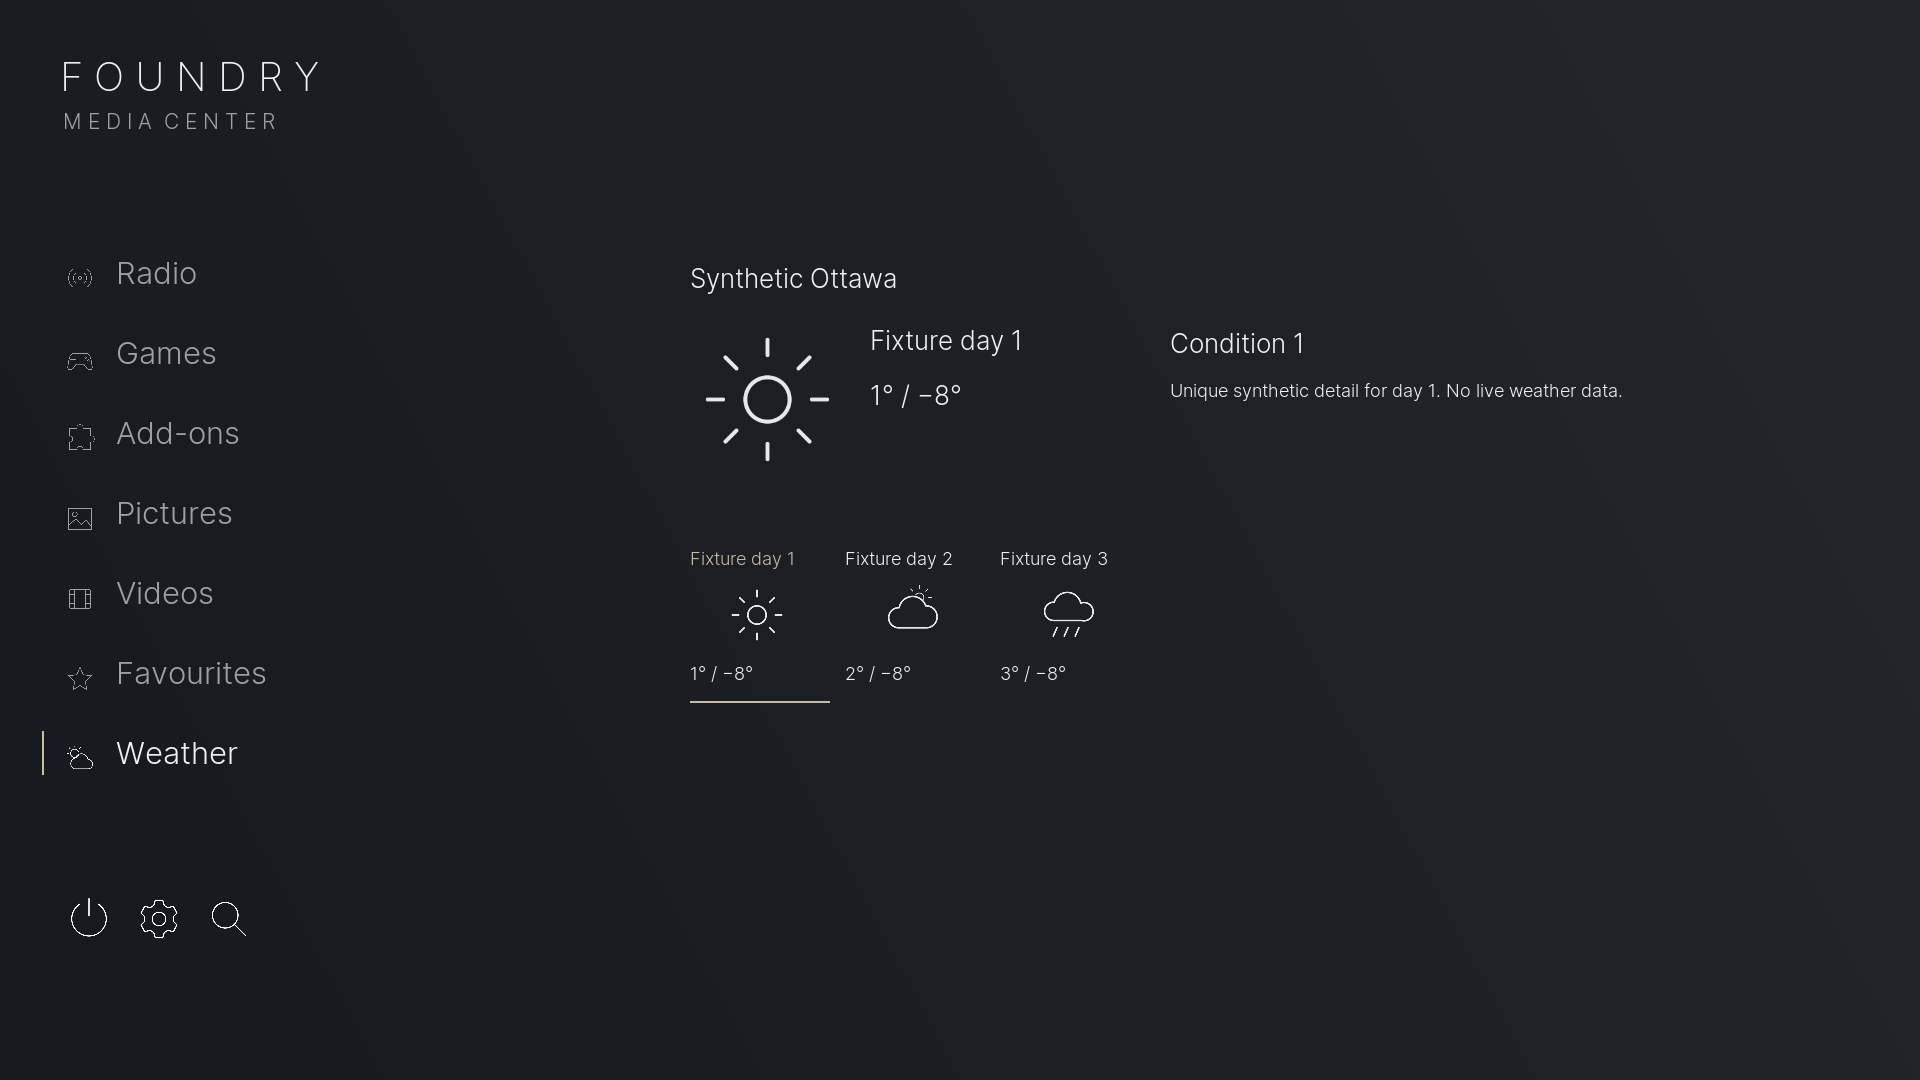 FOUNDRY
MEDIA CENTER
Radio
Games
Add-ons
Pictures
Videos
Favourites
Weather
Synthetic Ottawa
Fixture day 1
1° / −8°
Condition 1
Unique synthetic detail for day 1. No live weather data.
Fixture day 1
1° / −8°
Fixture day 2
2° / −8°
Fixture day 3
3° / −8°